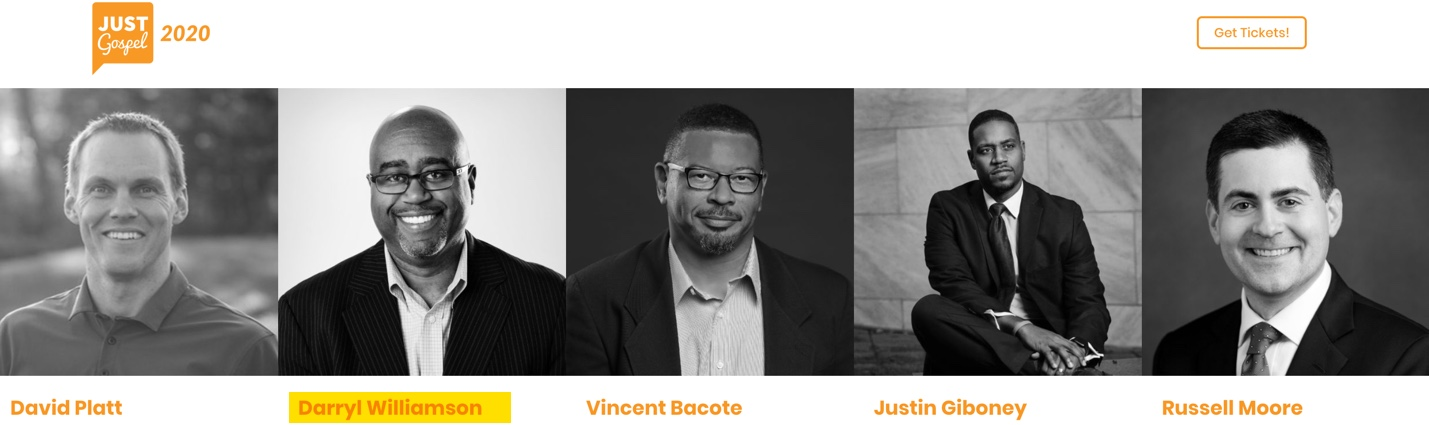 JUST
Gospel
2020
Get Tickets!
David Platt
Darryl Williamson
Vincent Bacote
Justin Giboney
Russell Moore